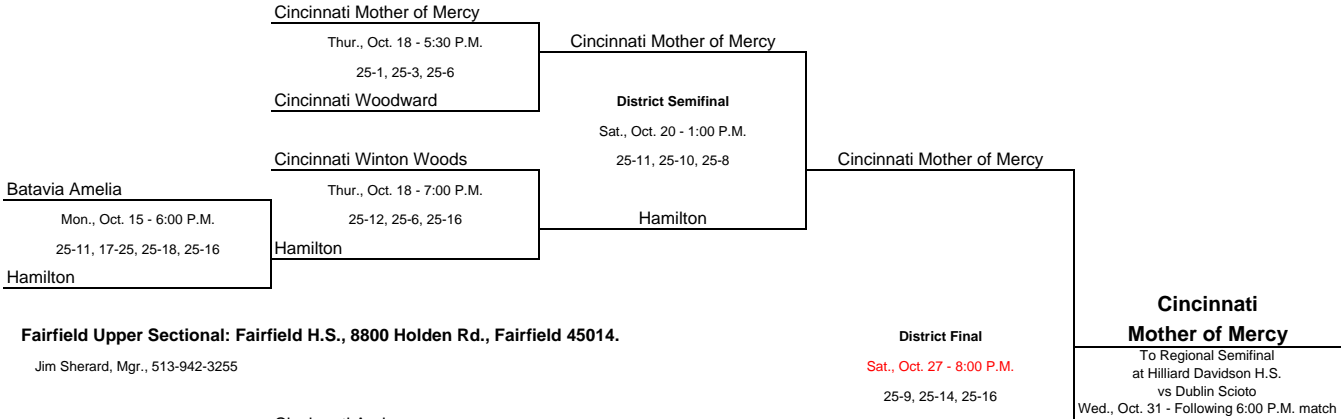 Cincinnati Mother of Mercy
Thur., Oct. 18 - 5:30 P.M.
Cincinnati Mother of Mercy
25-1, 25-3, 25-6
Cincinnati Woodward
District Semifinal
Sat., Oct. 20 - 1:00 P.M.
Cincinnati Winton Woods
25-11, 25-10, 25-8
Cincinnati Mother of Mercy
Batavia Amelia
Thur., Oct. 18 - 7:00 P.M.
Mon., Oct. 15 - 6:00 P.M.
25-12, 25-6, 25-16
Hamilton
25-11, 17-25, 25-18, 25-16
Hamilton
Hamilton
Cincinnati
Fairfield Upper Sectional: Fairfield H.S., 8800 Holden Rd., Fairfield 45014.
District Final
Mother of Mercy
Jim Sherard, Mgr., 513-942-3255
Sat., Oct. 27 - 8:00 P.M.
To Regional Semifinal
at Hilliard Davidson H.S.
25-9, 25-14, 25-16
vs Dublin Scioto
Wed., Oct. 31 - Following 6:00 P.M. match